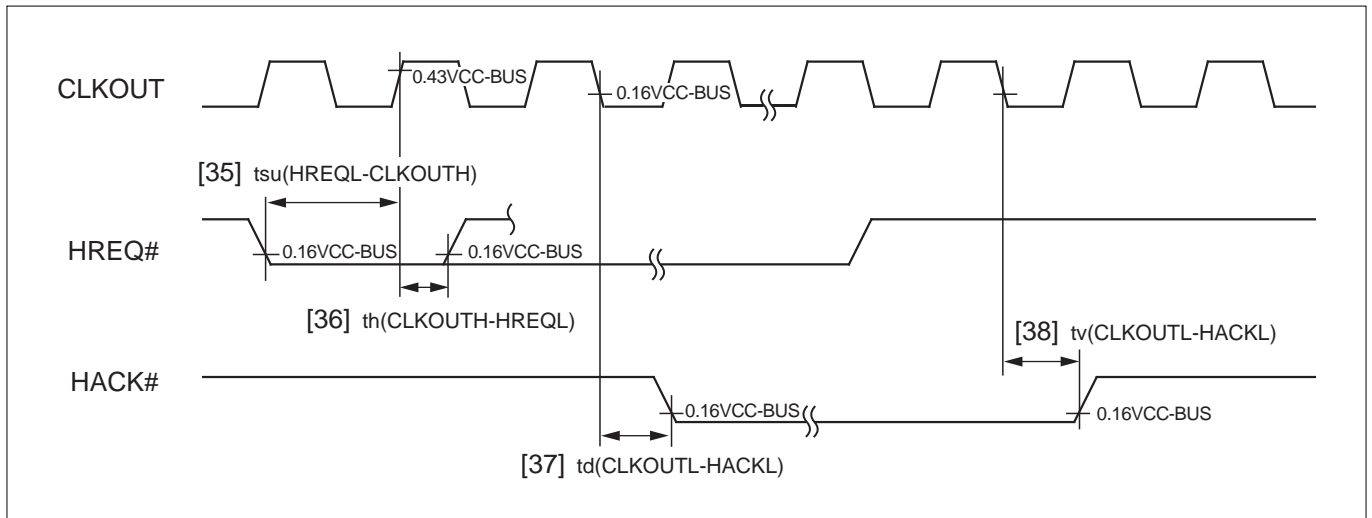 CLKOUT
0.43VCC-BUS
0.16VCC-BUS
[35] tsu(HREQL-CLKOUTH)
HREQ#
0.16VCC-BUS
0.16VCC-BUS
[36] th(CLKOUTH-HREQL)
[38] tv(CLKOUTL-HACKL)
HACK#
0.16VCC-BUS
0.16VCC-BUS
[37] td(CLKOUTL-HACKL)